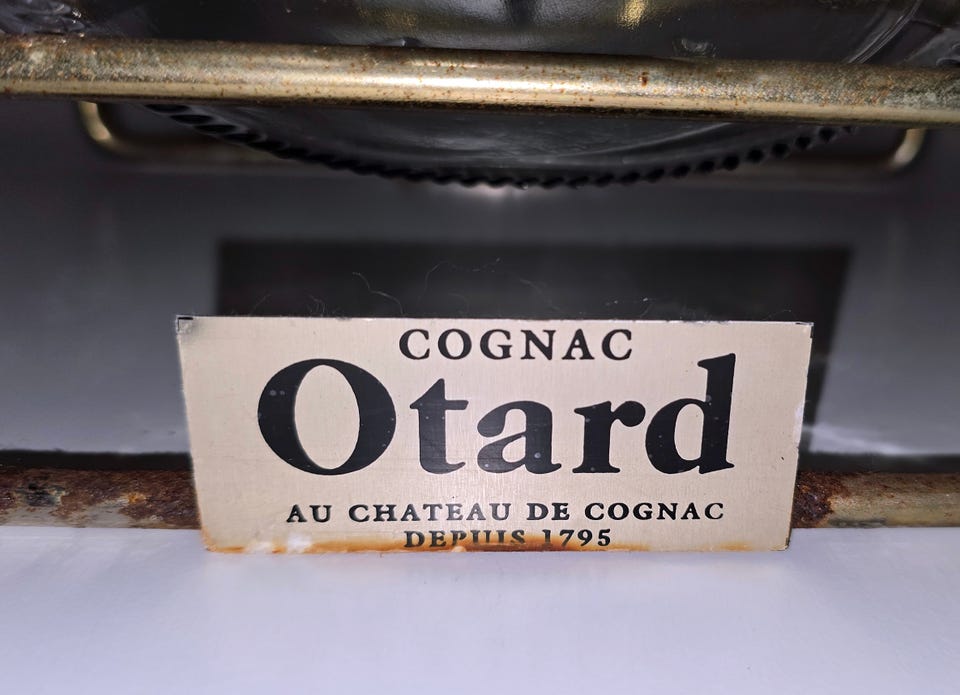 COGNAC
Otard
AU CHATEAU DE COGNAC
DEPUIS 1795